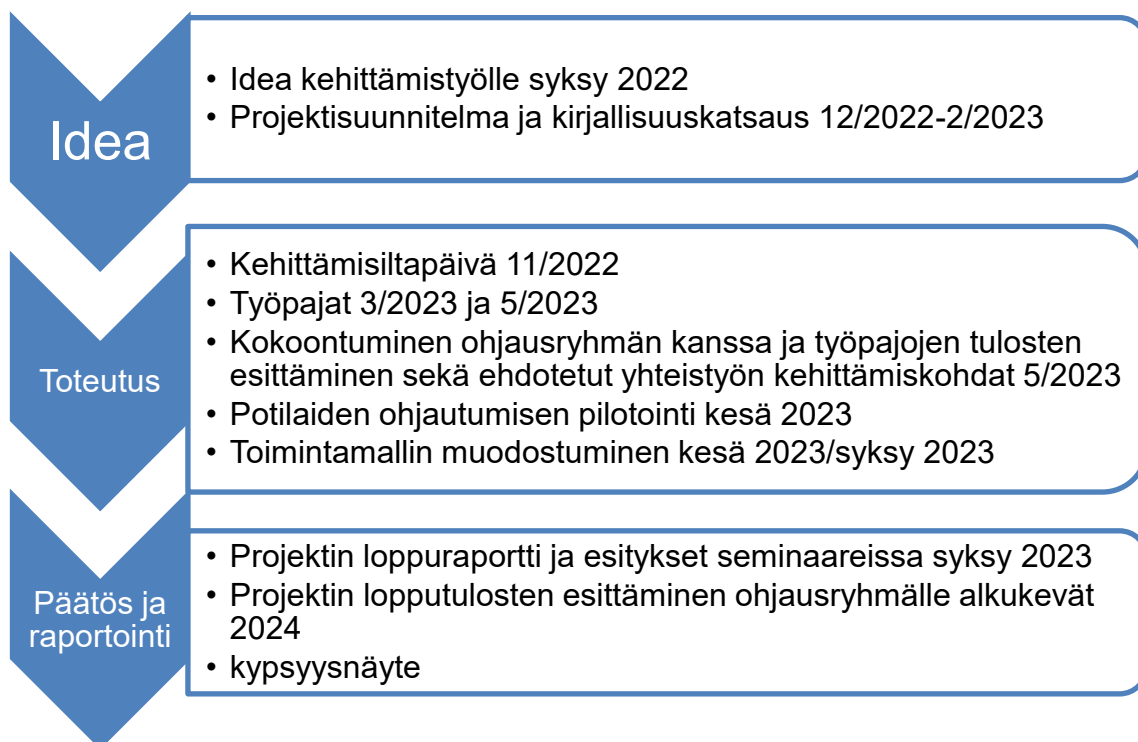 Idea
• Idea kehittämistyölle syksy 2022
• Projektisuunnitelma ja kirjallisuuskatsaus 12/2022-2/2023
Toteutus
• Kehittämisiltapäivä 11/2022
• Työpajat 3/2023 ja 5/2023
• Kokoontuminen ohjausryhmän kanssa ja työpajojen tulosten
esittäminen sekä ehdotetut yhteistyön kehittämiskohdat 5/2023
• Potilaiden ohjautumisen pilotointi kesä 2023
• Toimintamallin muodostuminen kesä 2023/syksy 2023
Päätös ja
raportointi
• Projektin loppuraportti ja esitykset seminaareissa syksy 2023
• Projektin lopputulosten esittäminen ohjausryhmälle alkukevät
2024
• kypsyysnäyte